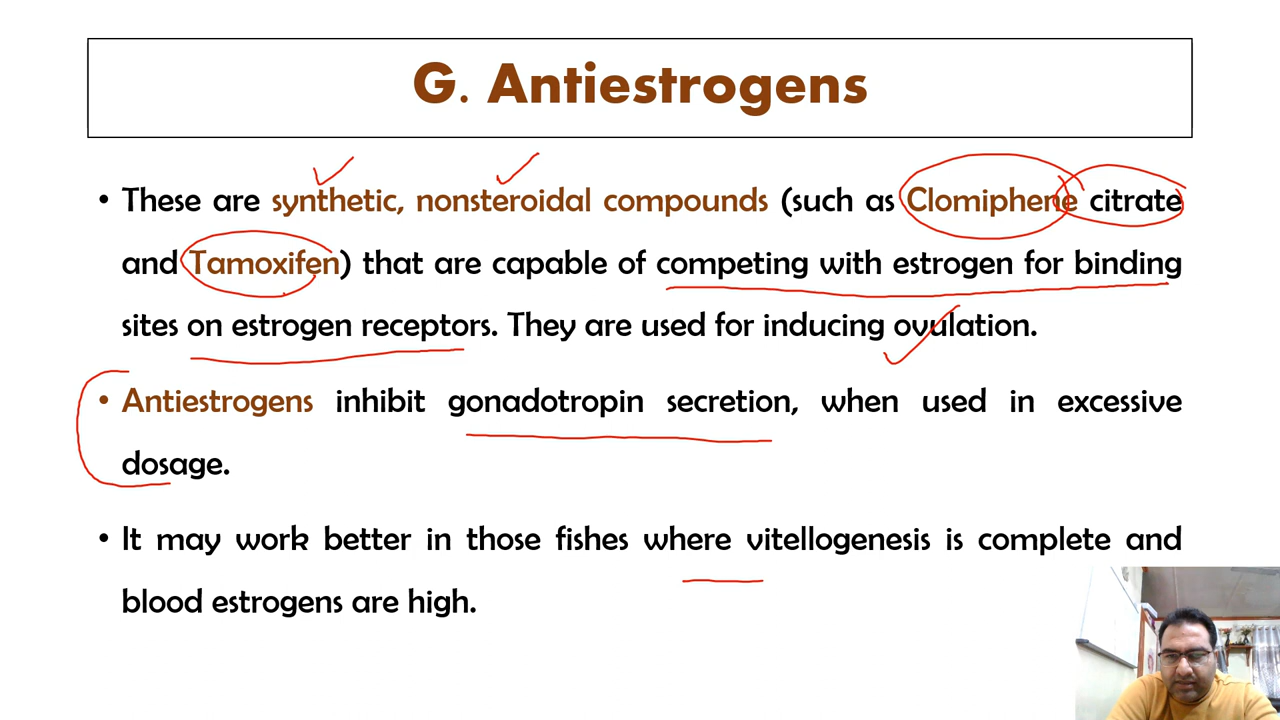 G. Antiestrogens
• These are synthetic, nonsteroidal compounds (such as Clomiphene citrate
and Tamoxifen) that are capable of competing with estrogen for binding
sites on estrogen receptors. They are used for inducing ovulation.
• Antiestrogens inhibit gonadotropin secretion, when used in excessive
dosage.
• It may work better in those fishes where vitellogenesis is complete and
blood estrogens are high.